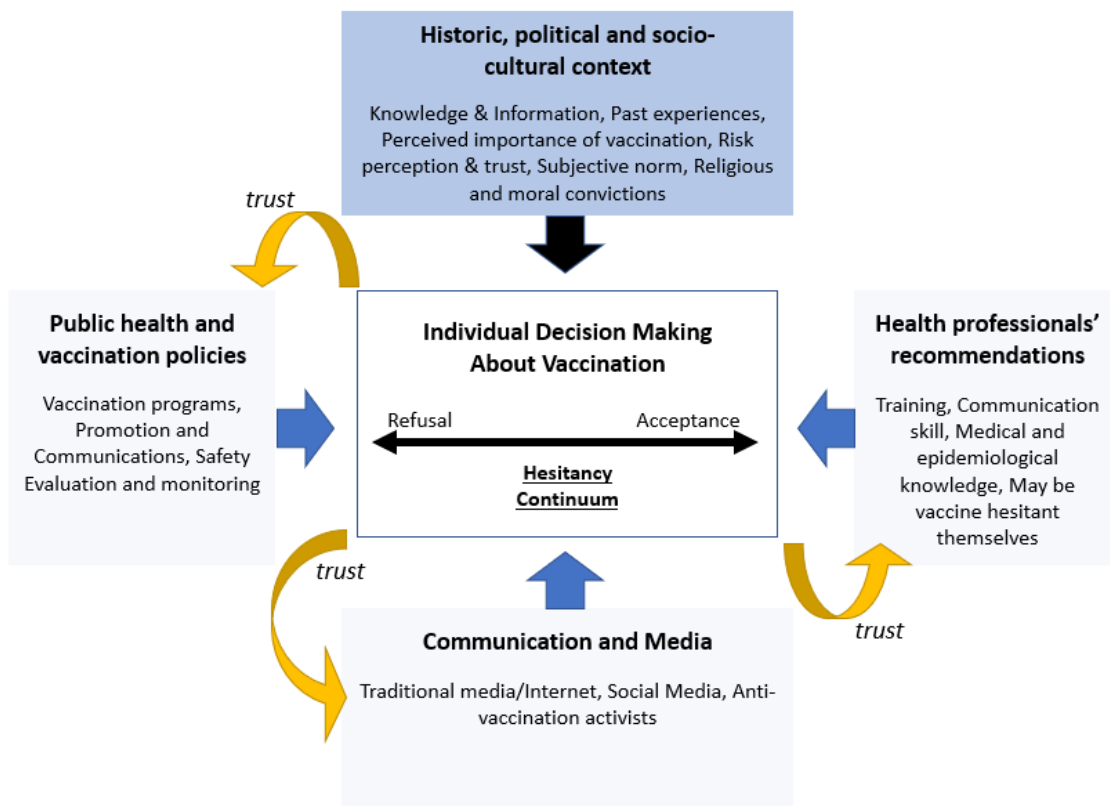 Historic, political and socio-
cultural context
Knowledge & Information, Past experiences,
Perceived importance of vaccination, Risk
perception & trust, Subjective norm, Religious
and moral convictions
trust
Public health and
vaccination policies
Vaccination programs,
Promotion and
Communications, Safety
Evaluation and monitoring
Individual Decision Making
About Vaccination
Refusal
Acceptance
Hesitancy
Continuum
Health professionals’
recommendations
Training, Communication
skill, Medical and
epidemiological
knowledge, May be
vaccine hesitant
themselves
trust
trust
Communication and Media
Traditional media/Internet, Social Media, Anti-
vaccination activists